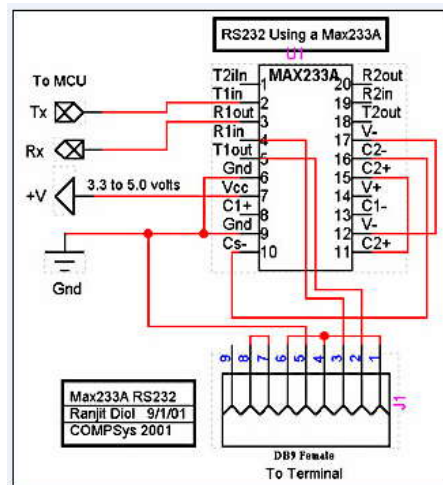 RS232 Using a Max233A
U1
MAX233A
To MCU
Tx
Rx
+V
3.3 to 5.0 volts
Gnd
T2iIn 1
T1in 2
R1out 3
R1in 4
T1out 5
Gnd 6
Vcc 7
C1+ 8
Gnd 9
Cs- 10
20 R2out
19 R2in
18 T2out
17 V-
16 C2-
15 C2+
14 V+
13 C1-
12 V-
11 C2+
9 8 7 6 5 4 3 2 1
J1
DB9 Female
To Terminal
Max233A RS232
Ranjit Diol 9/1/01
COMPSys 2001